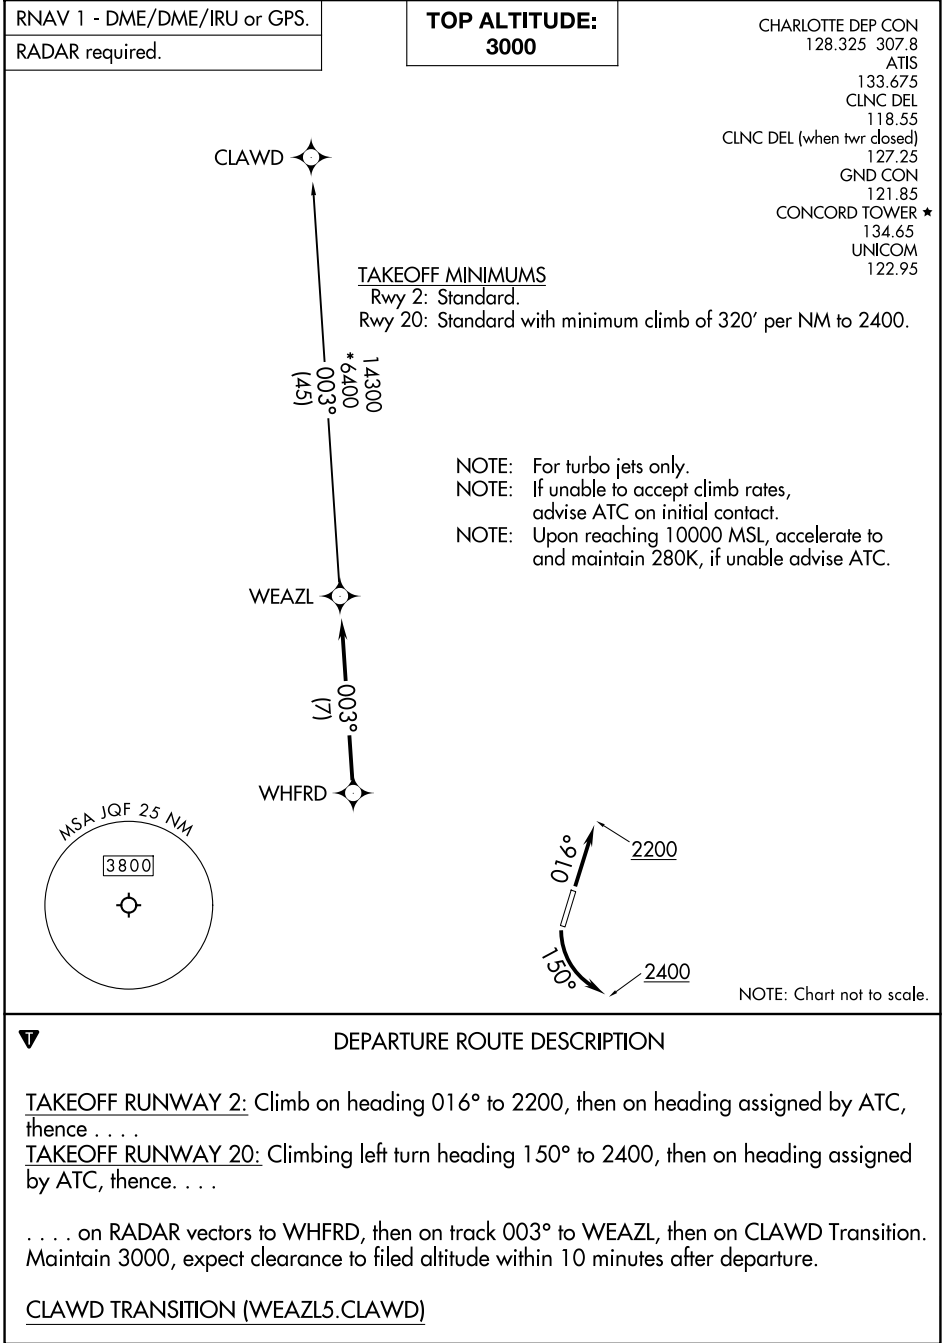 RNAV 1 - DME/DME/IRU or GPS.
RADAR required.
TOP ALTITUDE:
3000
CHARLOTTE DEP CON
128.325 307.8
ATIS
133.675
CLNC DEL
118.55
CLNC DEL (when twr closed)
127.25
GND CON
121.85
CONCORD TOWER ★
134.65
UNICOM
122.95
CLAWD
TAKEOFF MINIMUMS
Rwy 2: Standard.
Rwy 20: Standard with minimum climb of 320' per NM to 2400.
14300
*6400
003°
(45)
NOTE: For turbo jets only.
NOTE: If unable to accept climb rates,
advise ATC on initial contact.
NOTE: Upon reaching 10000 MSL, accelerate to
and maintain 280K, if unable advise ATC.
WEAZL
003°
(7)
WHFRD
MSA JQF 25 NM
3800
016°
2200
150°
2400
NOTE: Chart not to scale.
T
DEPARTURE ROUTE DESCRIPTION
TAKEOFF RUNWAY 2: Climb on heading 016° to 2200, then on heading assigned by ATC,
thence . . . .
TAKEOFF RUNWAY 20: Climbing left turn heading 150° to 2400, then on heading assigned
by ATC, thence. . . .
. . . . on RADAR vectors to WHFRD, then on track 003° to WEAZL, then on CLAWD Transition.
Maintain 3000, expect clearance to filed altitude within 10 minutes after departure.
CLAWD TRANSITION (WEAZL5.CLAWD)